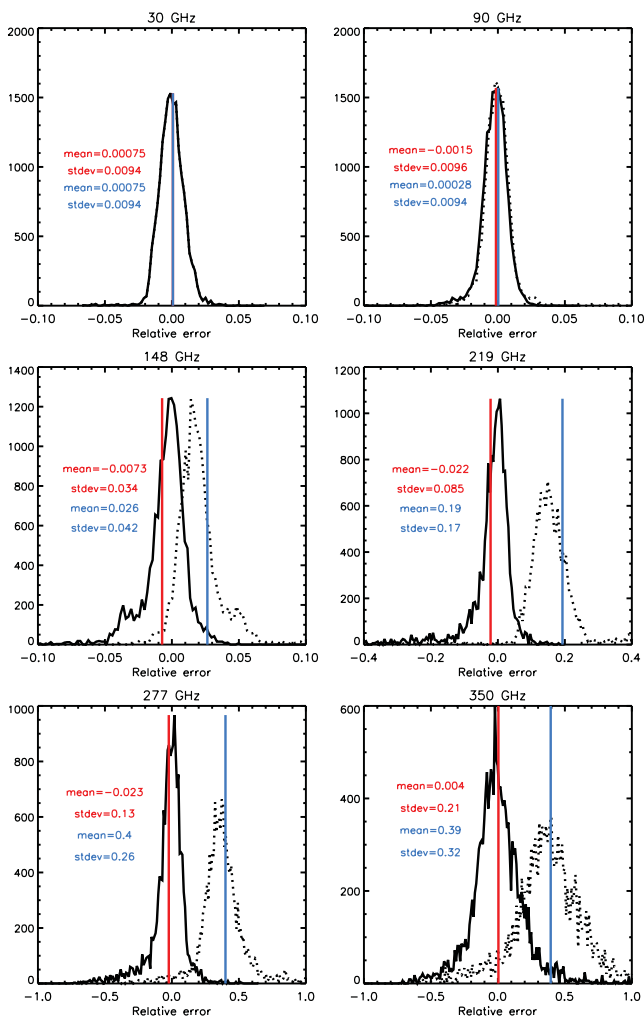 30 GHz
2000
1500
1000
500
0
mean=0.00075
stdev=0.0094
mean=0.00075
stdev=0.0094
-0.10 -0.05 0.00 0.05 0.10
Relative error
90 GHz
2000
1500
1000
500
0
mean=-0.0015
stdev=0.0096
mean=0.00028
stdev=0.0094
-0.10 -0.05 0.00 0.05 0.10
Relative error
148 GHz
1400
1200
1000
800
600
400
200
0
mean=-0.0073
stdev=0.034
mean=0.026
stdev=0.042
-0.10 -0.05 0.00 0.05 0.10
Relative error
219 GHz
1200
1000
800
600
400
200
0
mean=-0.022
stdev=0.085
mean=0.19
stdev=0.17
-0.4 -0.2 0.0 0.2 0.4
Relative error
277 GHz
1000
800
600
400
200
0
mean=-0.023
stdev=0.13
mean=0.4
stdev=0.26
-1.0 -0.5 0.0 0.5 1.0
Relative error
350 GHz
600
400
200
0
mean=0.004
stdev=0.21
mean=0.39
stdev=0.32
-1.0 -0.5 0.0 0.5 1.0
Relative error